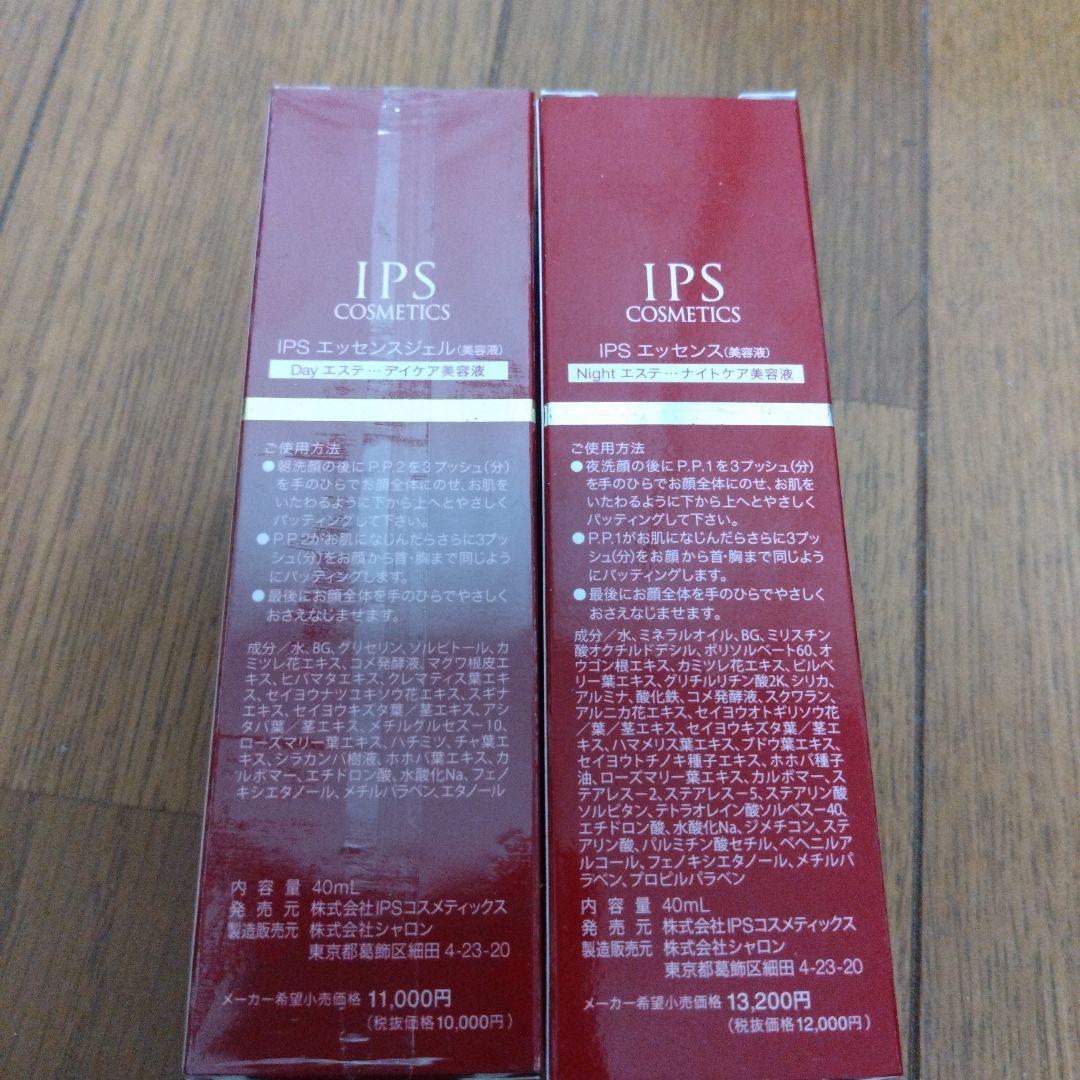 IPS
COSMETICS
IPS エッセンスジェル(美容液)
Day エステ…デイケア美容液
ご使用方法
●朝洗顔の後にP.P.2を3プッシュ(分)
を手のひらでお顔全体にのせ、お肌を
いたわるように下から上へとやさしく
パッティングして下さい。
●P.P.2がお肌になじんだらさらに3プッ
シュ(分)をお顔から首・胸まで同じよう
にパッティングします。
●最後にお顔全体を手のひらでやさしく
おさえなじませます。
成分/水、BG、グリセリン、ソルビトール、カ
ミツレ花エキス、コメ発酵液、マグワ根皮エ
キス、ヒバマタエキス、クレマティス葉エキ
ス、セイヨウナツユキソウ花エキス、スギナ
エキス、セイヨウキズタ葉/茎エキス、アシ
タバ葉/茎エキス、メチルグルセス-10、
ローズマリー葉エキス、ハチミツ、チャ葉エ
キス、シラカンバ樹液、ホホバ葉エキス、カ
ルボマー、エチドロン酸、水酸化Na、フェノ
キシエタノール、メチルパラベン、エタノール
内容量 40mL
発売元 株式会社IPSコスメティックス
製造販売元 株式会社シャロン
東京都葛飾区細田 4-23-20
メーカー希望小売価格 11,000円
(税抜価格10,000円)
IPS
COSMETICS
IPS エッセンス(美容液)
Night エステ…ナイトケア美容液
ご使用方法
●夜洗顔の後にP.P.1を3プッシュ(分)
を手のひらでお顔全体にのせ、お肌を
いたわるように下から上へとやさしく
パッティングして下さい。
●P.P.1がお肌になじんだらさらに3プッ
シュ(分)をお顔から首・胸まで同じよう
にパッティングします。
●最後にお顔全体を手のひらでやさしく
おさえなじませます。
成分/水、ミネラルオイル、BG、ミリスチン
酸オクチルドデシル、ポリソルベート60、オ
ウゴン根エキス、カミツレ花エキス、ビルベ
リー葉エキス、グリチルリチン酸2K、シリカ、
アルミナ、酸化鉄、コメ発酵液、スクワラン、
アルニカ花エキス、セイヨウオトギリソウ花
/葉/茎エキス、セイヨウキズタ葉/茎エ
キス、ハマメリス葉エキス、ブドウ葉エキス、
セイヨウトチノキ種子エキス、ホホバ種子
油、ローズマリー葉エキス、カルボマー、ス
テアレス-2、ステアレス-5、ステアリン酸
ソルビタン、テトラオレイン酸ソルベス-40、
エチドロン酸、水酸化Na、ジメチコン、ステ
アリン酸、パルミチン酸セチル、ベヘニルア
ルコール、フェノキシエタノール、メチルパ
ラベン、プロピルパラベン
内容量 40mL
発売元 株式会社IPSコスメティックス
製造販売元 株式会社シャロン
東京都葛飾区細田 4-23-20
メーカー希望小売価格 13,200円
(税抜価格12,000円)